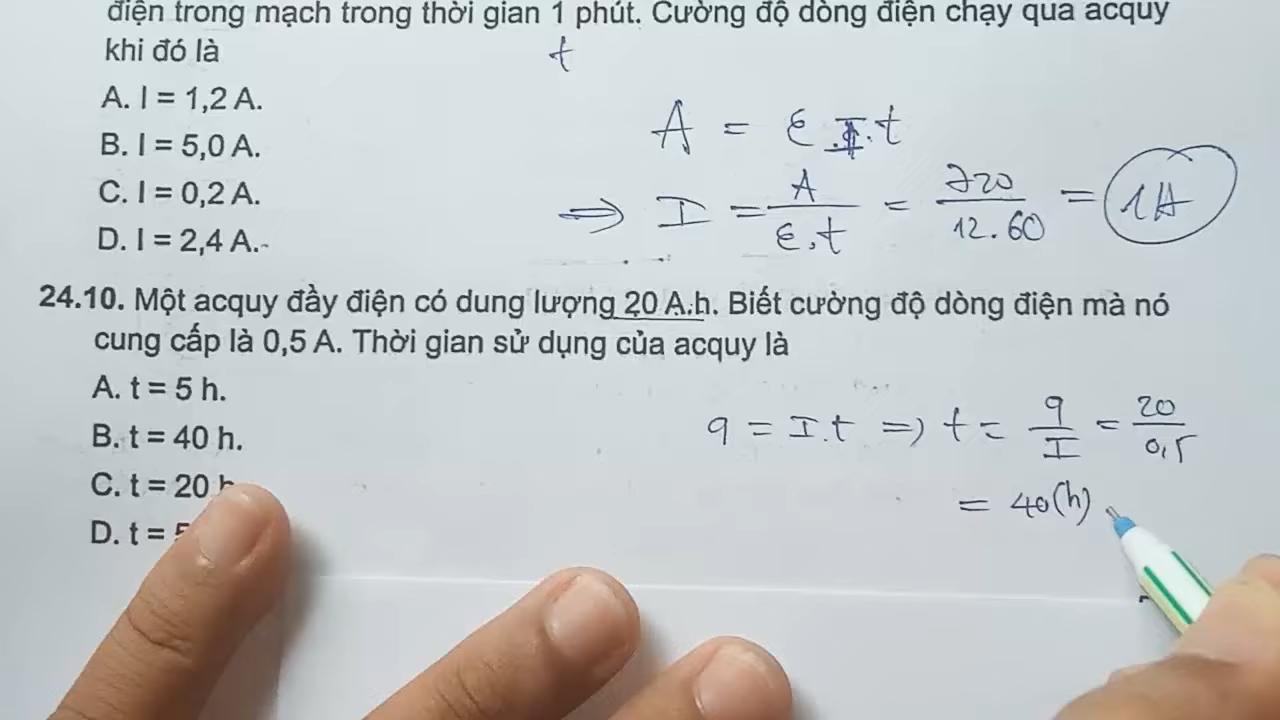 điện trong mạch trong thời gian 1 phút. Cường độ dòng điện chạy qua acquy
khi đó là
t
A. I = 1,2 A.
B. I = 5,0 A.
C. I = 0,2 A.
D. I = 2,4 A.
A = ε I.t
⇒ I = A/ε.t = 720/12.60 = 1A
24.10. Một acquy đầy điện có dung lượng 20 A.h. Biết cường độ dòng điện mà nó
cung cấp là 0,5 A. Thời gian sử dụng của acquy là
A. t = 5 h.
B. t = 40 h.
C. t = 20
D. t =
q = I.t ⇒ t = q/I = 20/0,5
= 40(h)